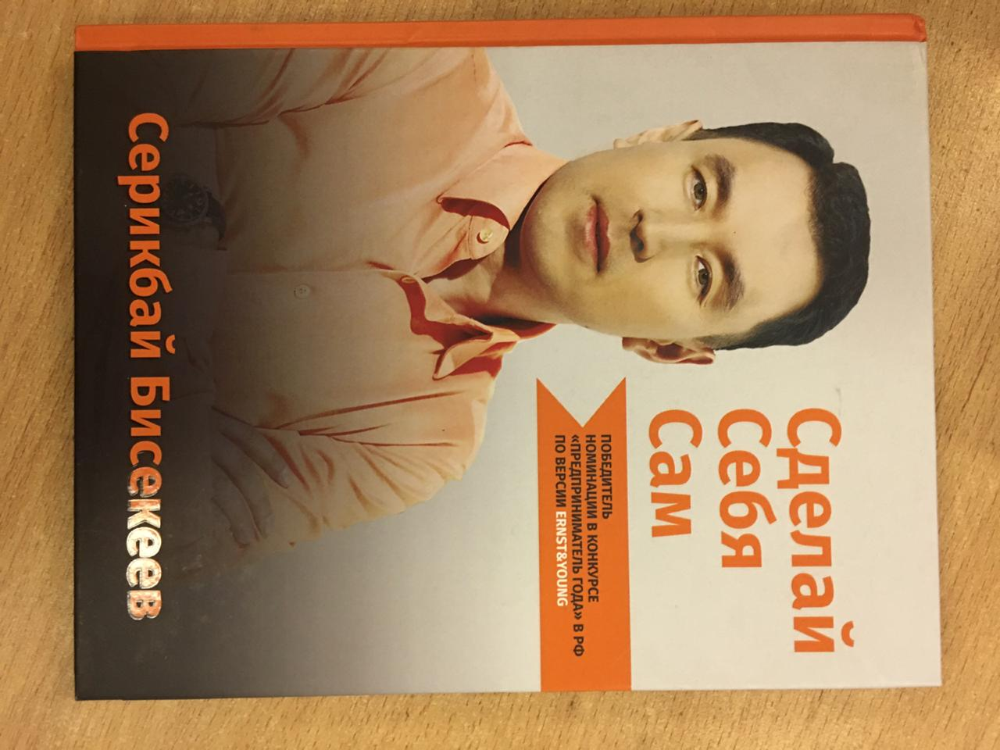 Сделай
Себя
Сам
ПОБЕДИТЕЛЬ
НОМИНАЦИИ В КОНКУРСЕ
«ПРЕДПРИНИМАТЕЛЬ ГОДА» В РФ
ПО ВЕРСИИ ERNST&YOUNG
Серикбай Бисекеев